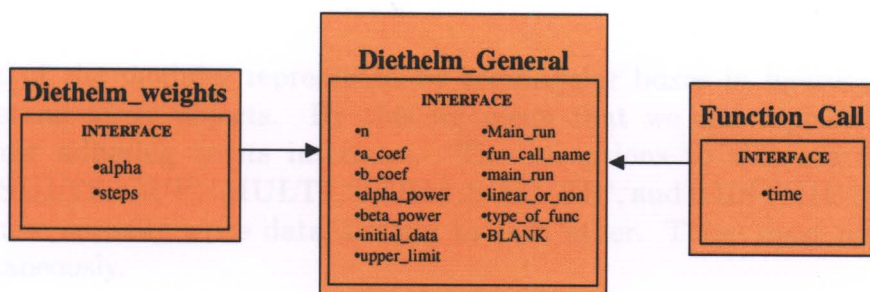 Diethelm_weights
INTERFACE
•alpha
•steps
Diethelm_General
INTERFACE
•n
•a_coef
•b_coef
•alpha_power
•beta_power
•initial_data
•upper_limit
•Main_run
•fun_call_name
•main_run
•linear_or_non
•type_of_func
•BLANK
Function_Call
INTERFACE
•time